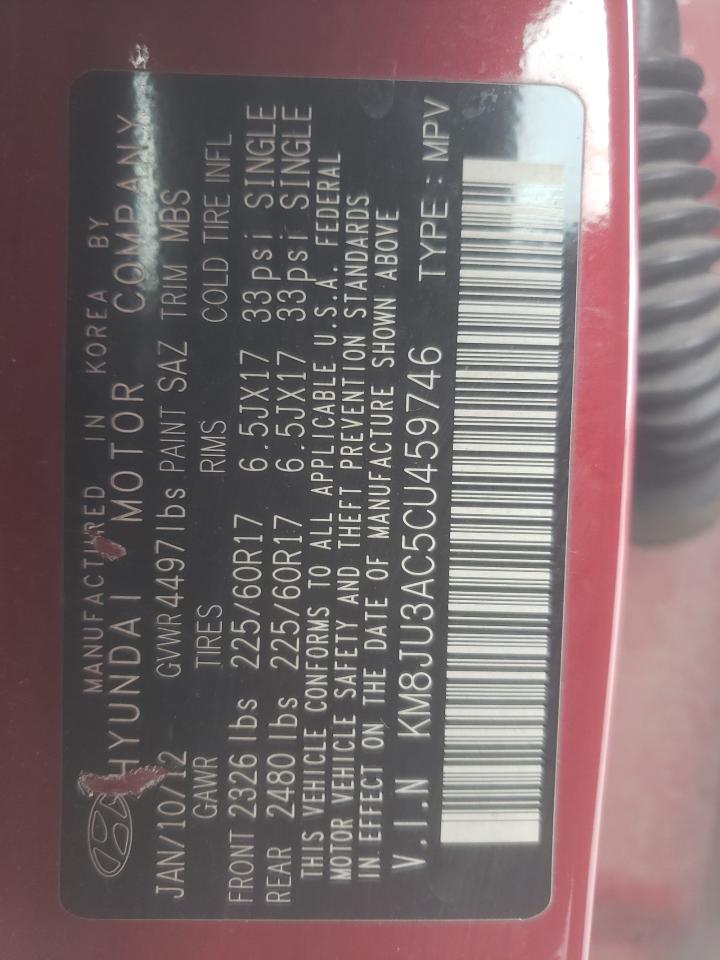 MANUFACTURED IN KOREA BY
HYUNDAI MOTOR COMPANY
JAN/10/12 GVWR 4497 lbs PAINT SAZ TRIM MBS
GAWR TIRES RIMS COLD TIRE INFL
FRONT 2326 lbs 225/60R17 6.5JX17 33psi SINGLE
REAR 2480 lbs 225/60R17 6.5JX17 33psi SINGLE
THIS VEHICLE CONFORMS TO ALL APPLICABLE U.S.A. FEDERAL
MOTOR VEHICLE SAFETY AND THEFT PREVENTION STANDARDS
IN EFFECT ON THE DATE OF MANUFACTURE SHOWN ABOVE
V.I.N KM8JU3AC5CU459746 TYPE : MPV